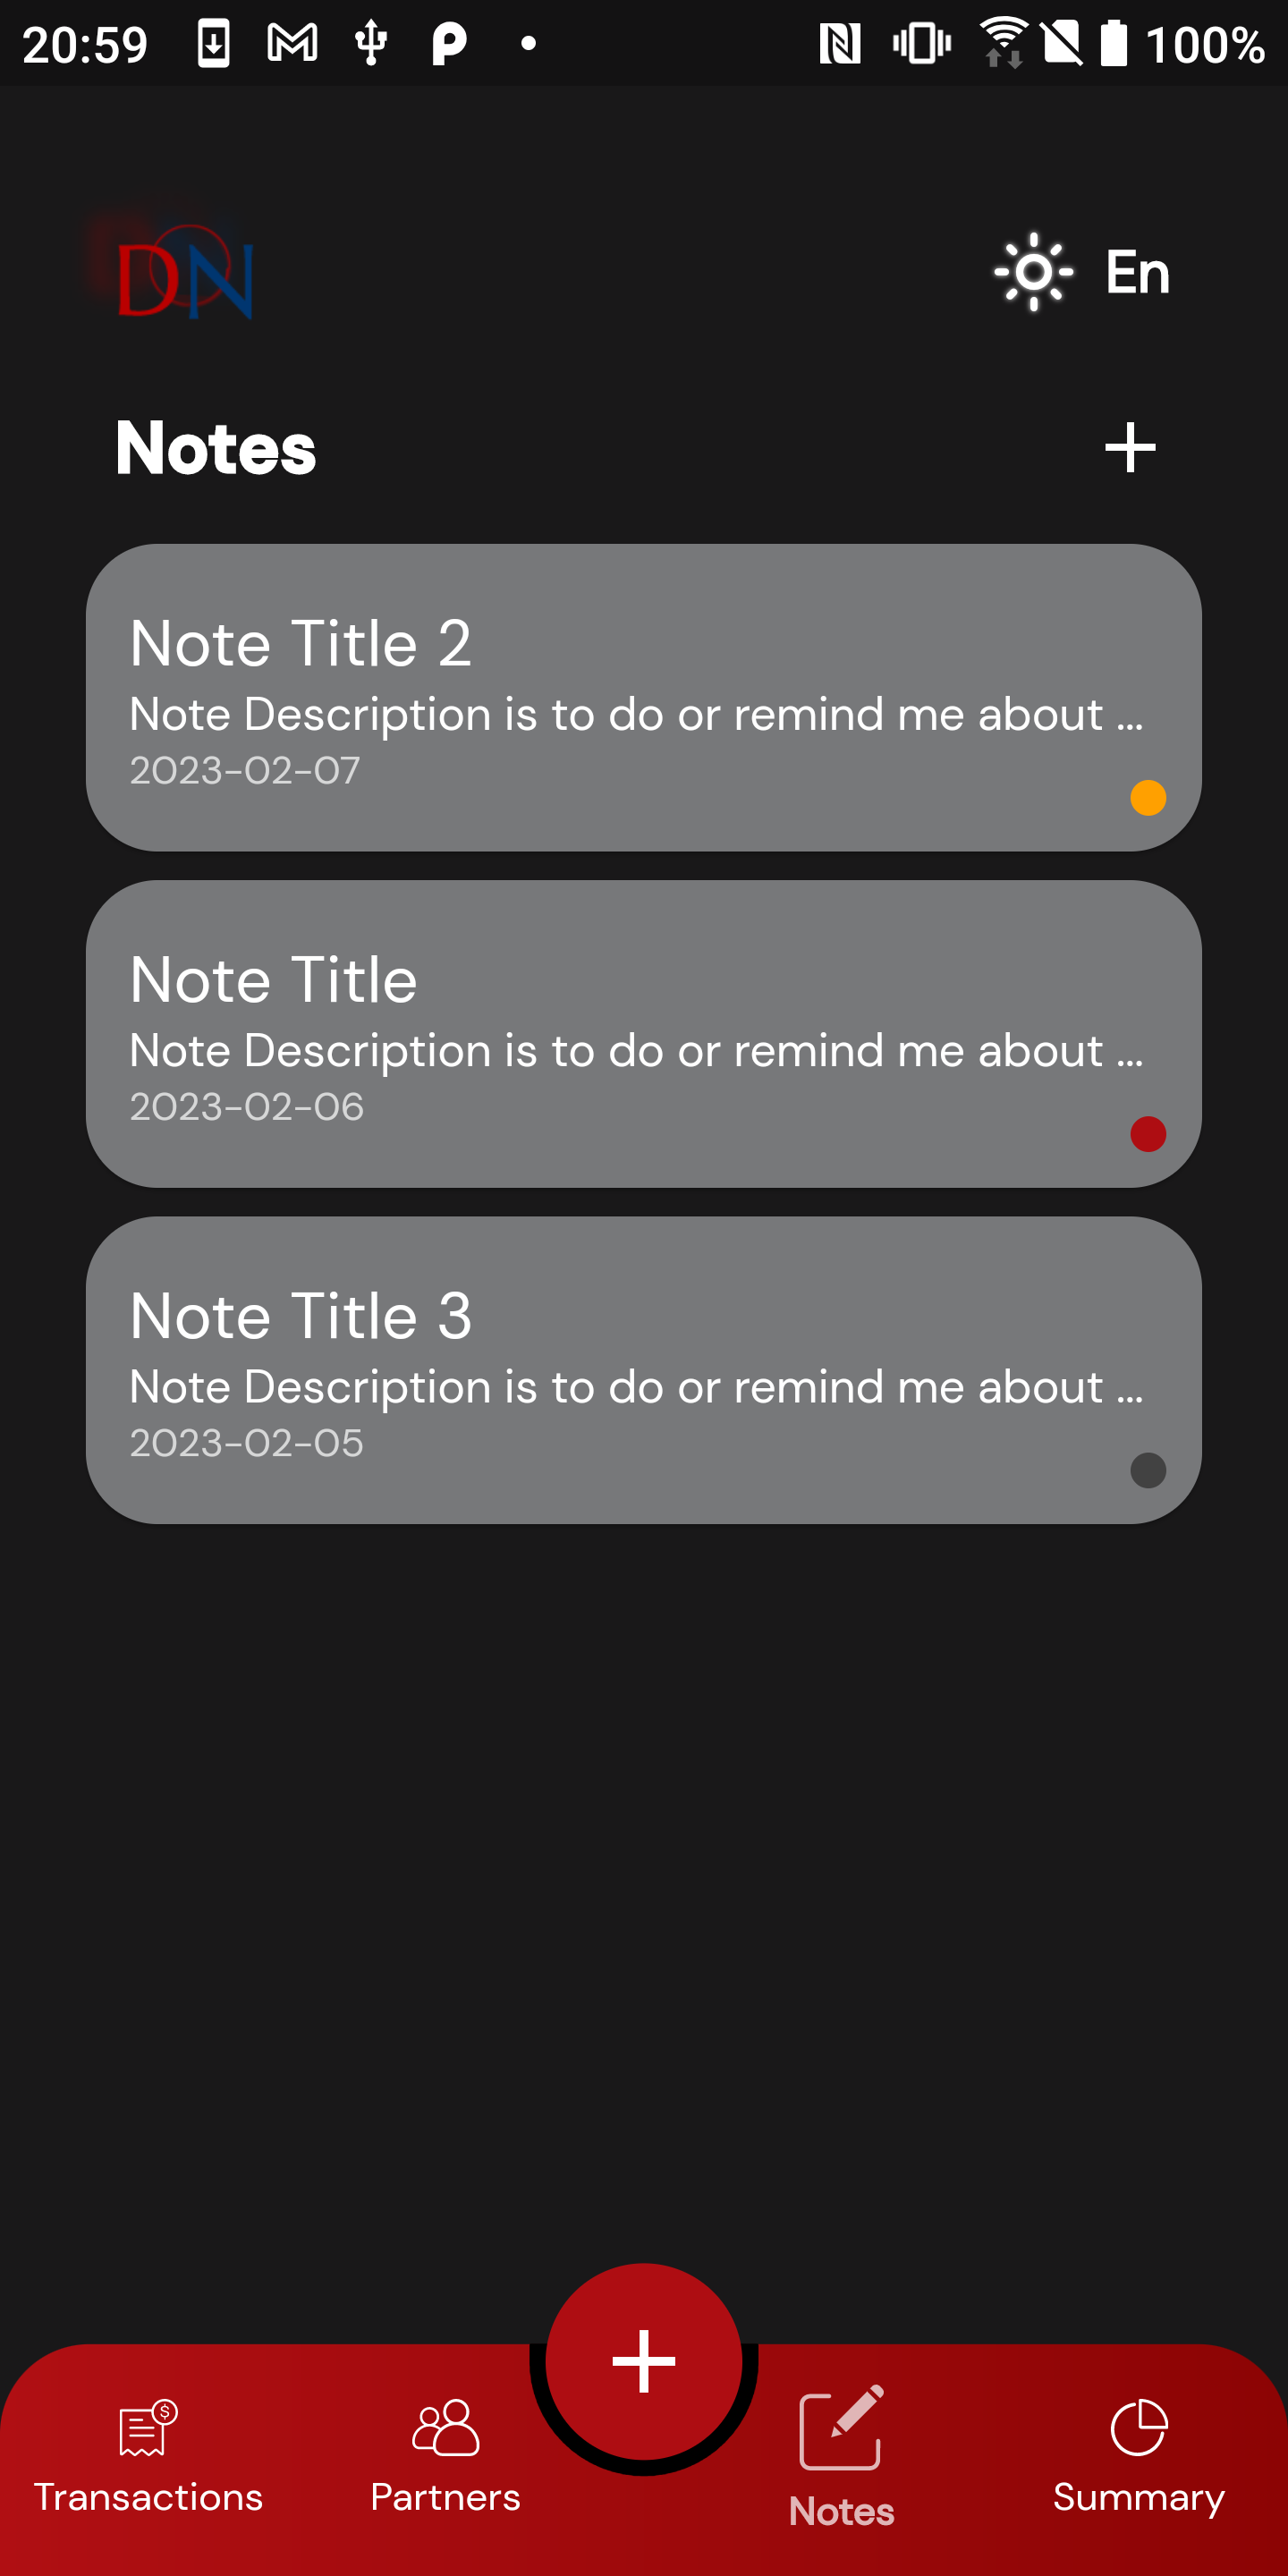 20:59
100%
DN
En
Notes
Note Title 2
Note Description is to do or remind me about ...
2023-02-07
Note Title
Note Description is to do or remind me about ...
2023-02-06
Note Title 3
Note Description is to do or remind me about ...
2023-02-05
Transactions
Partners
Notes
Summary